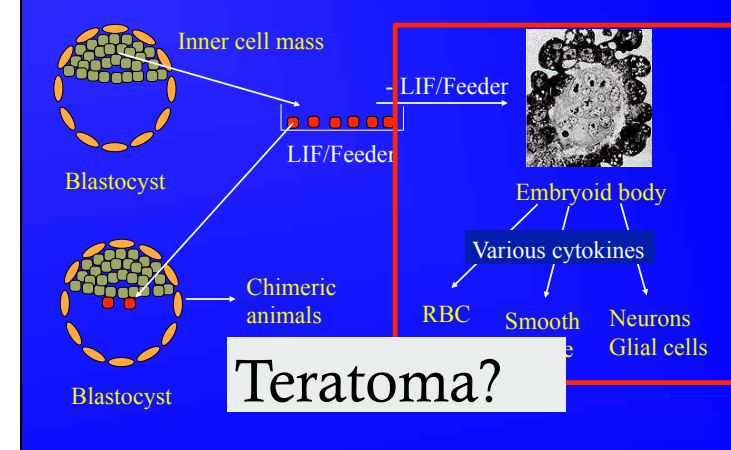 Inner cell mass
- LIF/Feeder
LIF/Feeder
Blastocyst
Embryoid body
Various cytokines
Chimeric
animals
RBC
Smooth
Neurons
Glial cells
Teratoma?
Blastocyst